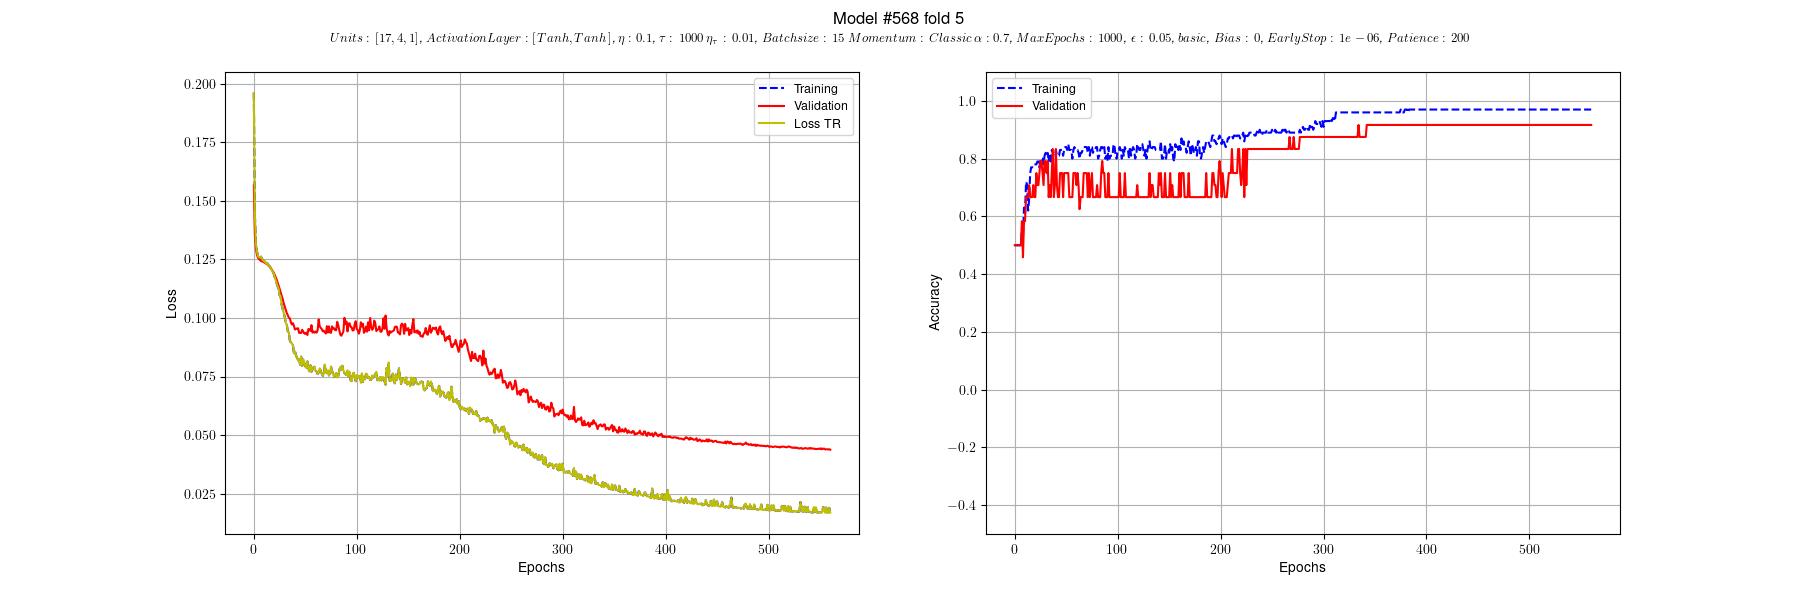 Model #568 fold 5
Units : [17, 4, 1], ActivationLayer : [Tanh, Tanh], η : 0.1, τ : 1000 η_τ : 0.01, Batchsize : 15 Momentum : Classic α : 0.7, MaxEpochs : 1000, ϵ : 0.05, basic, Bias : 0, EarlyStop : 1e − 06, Patience : 200
0.200
0.175
0.150
0.125
0.100
0.075
0.050
0.025
Loss
0 100 200 300 400 500
Epochs
Training
Validation
Loss TR
1.0
0.8
0.6
0.4
0.2
0.0
−0.2
−0.4
Accuracy
0 100 200 300 400 500
Epochs
Training
Validation